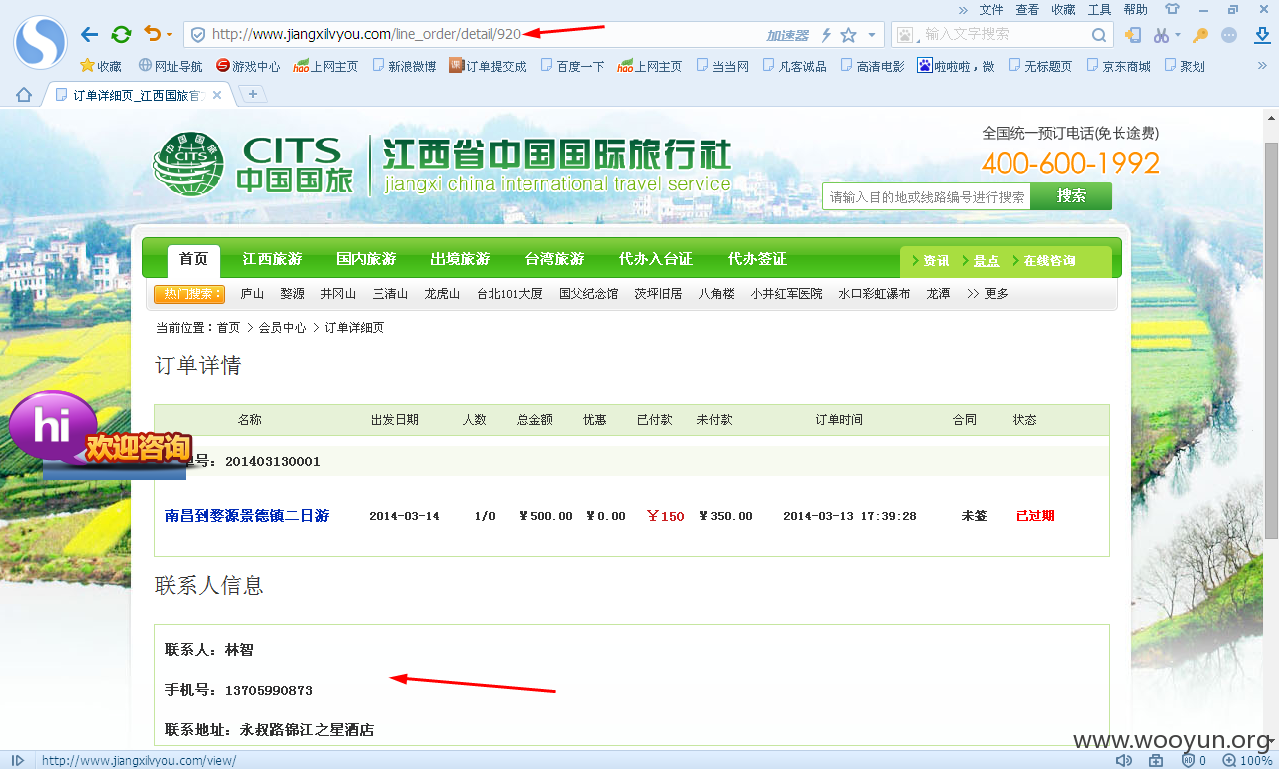 » 文件 查看 收藏 工具 帮助
http://www.jiangxilvyou.com/line_order/detail/920 加速器 输入文字搜索
收藏 网址导航 游戏中心 hao 上网主页 新浪微博 订单提交成 百度一下 hao 上网主页 当当网 凡客诚品 高清电影 啦啦啦,微 无标题页 京东商城 聚划 »
订单详细页_江西国旅官
全国统一预订电话(免长途费)
中国国旅
CITS
CITS
中国国旅
江西省中国国际旅行社
jiangxi china international travel service
400-600-1992
请输入目的地或线路编号进行搜索 搜索
首页 江西旅游 国内旅游 出境旅游 台湾旅游 代办入台证 代办签证 资讯 景点 在线咨询
热门搜索: 庐山 婺源 井冈山 三清山 龙虎山 台北101大厦 国父纪念馆 茨坪旧居 八角楼 小井红军医院 水口彩虹瀑布 龙潭 >> 更多
当前位置:首页 > 会员中心 > 订单详细页
订单详情
名称 出发日期 人数 总金额 优惠 已付款 未付款 订单时间 合同 状态
hi
欢迎咨询
单号: 201403130001
南昌到婺源景德镇二日游 2014-03-14 1/0 ￥500.00 ￥0.00 ￥150 ￥350.00 2014-03-13 17:39:28 未签 已过期
联系人信息
联系人: 林智
手机号: 13705990873
联系地址: 永叔路锦江之星酒店
www.wooyun.org
http://www.jiangxilvyou.com/view/ 0 100%